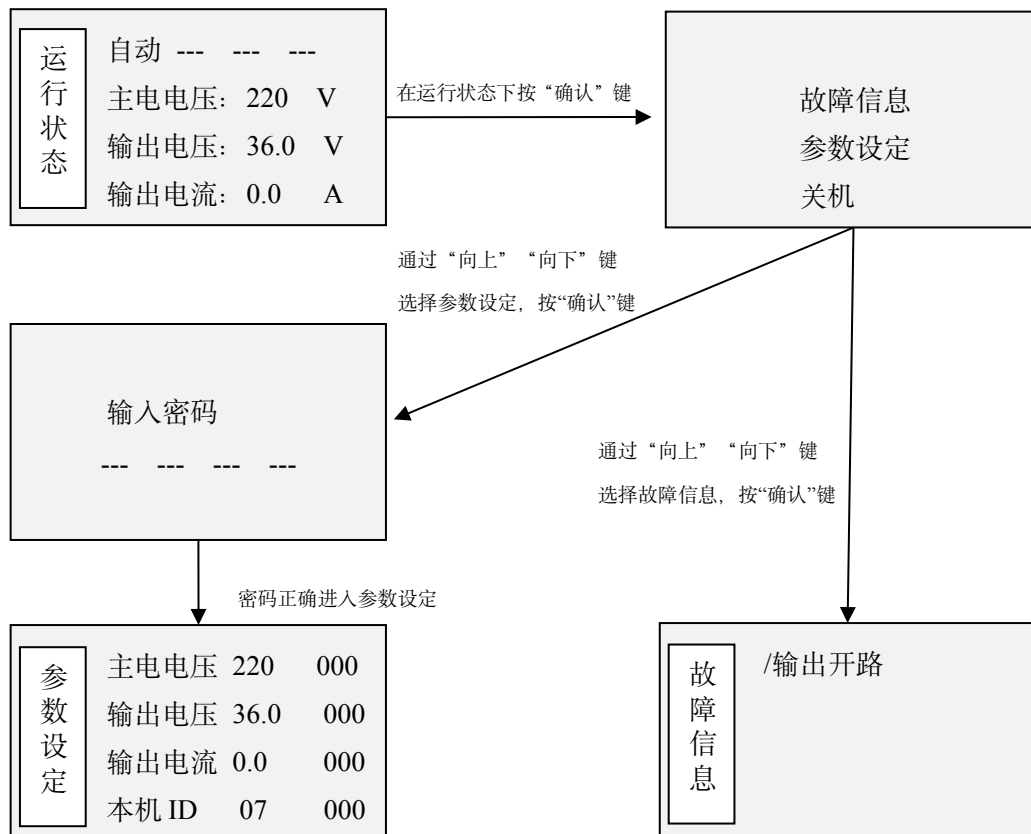 运行状态
自动 --- --- ---
主电电压：220 V
输出电压：36.0 V
输出电流：0.0 A
在运行状态下按“确认”键
故障信息
参数设定
关机
通过“向上”“向下”键
选择参数设定，按“确认”键
输入密码
--- --- --- ---
通过“向上”“向下”键
选择故障信息，按“确认”键
密码正确进入参数设定
参数设定
主电电压 220 000
输出电压 36.0 000
输出电流 0.0 000
本机 ID 07 000
故障信息
/输出开路